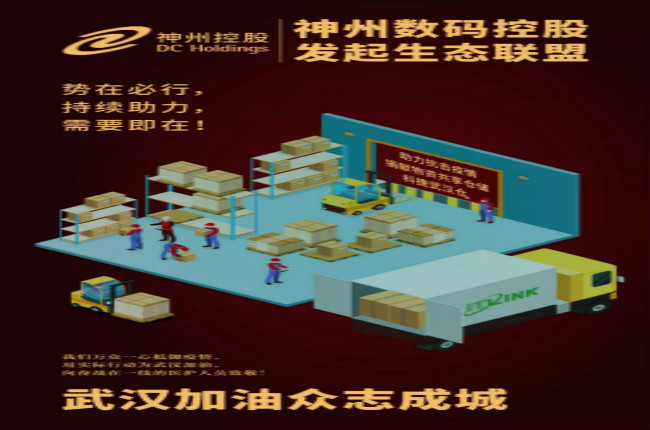 神州控股
DC Holdings
神州数码控股
发起生态联盟
势在必行，
持续助力，
需要即在！
助力抗击疫情
捐献物资共享仓储
科捷武汉仓
ITL INK
我们万众一心抵御疫情，
用实际行动为武汉加油，
向奋战在一线的医护人员致敬！
武汉加油众志成城